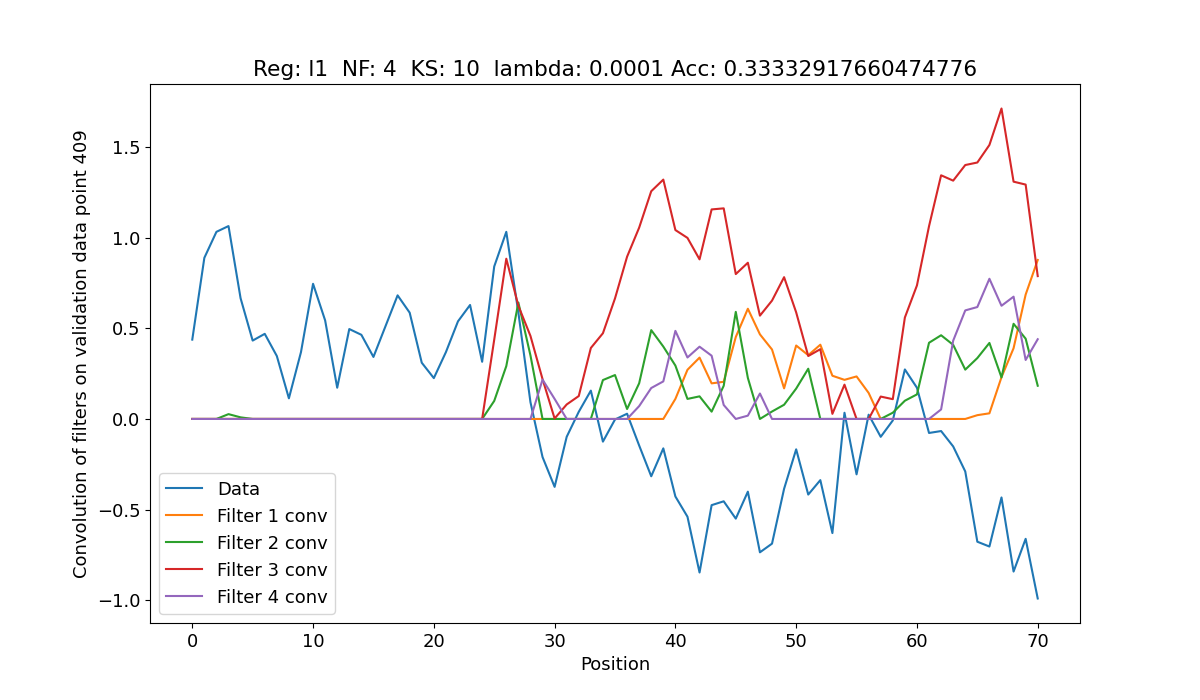 Reg: l1  NF: 4  KS: 10  lambda: 0.0001 Acc: 0.33332917660474776
Convolution of filters on validation data point 409
1.5
1.0
0.5
0.0
−0.5
−1.0
Data
Filter 1 conv
Filter 2 conv
Filter 3 conv
Filter 4 conv
0 10 20 30 40 50 60 70
Position